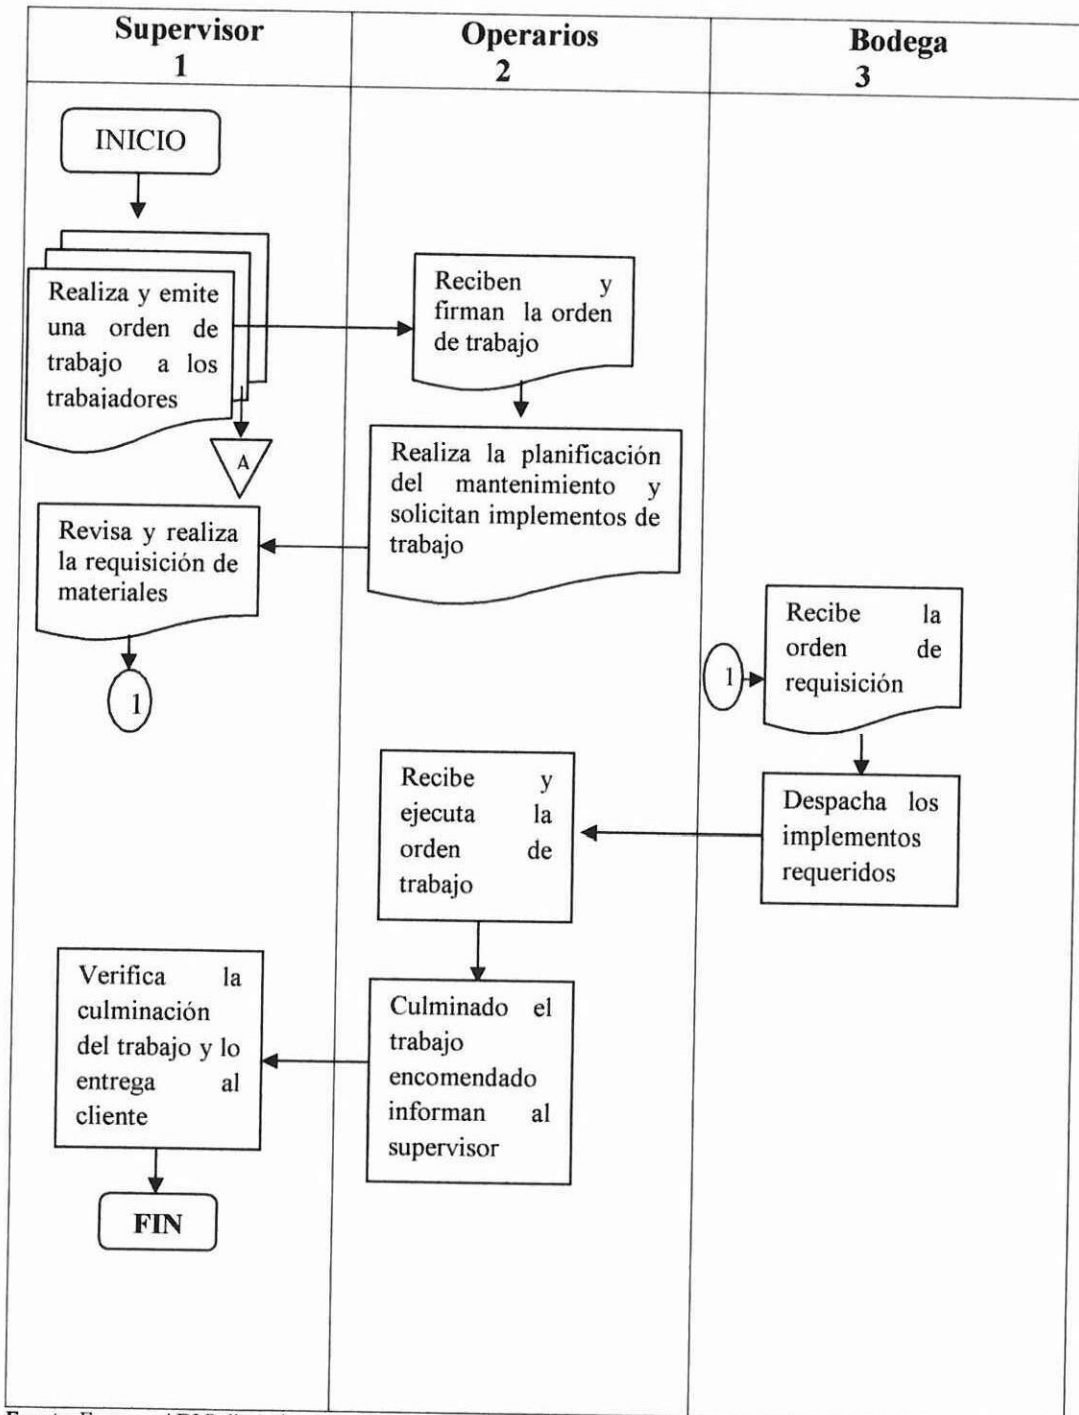 Supervisor
1
Operarios
2
Bodega
3
INICIO
Realiza y emite
una orden de
trabajo a los
trabajadores
A
Reciben y
firman la orden
de trabajo
Realiza la planificación
del mantenimiento y
solicitan implementos de
trabajo
Revisa y realiza
la requisición de
materiales
1
1
Recibe la
orden de
requisición
Despacha los
implementos
requeridos
Recibe y
ejecuta la
orden de
trabajo
Culminado el
trabajo
encomendado
informan al
supervisor
Verifica la
culminación
del trabajo y lo
entrega al
cliente
FIN